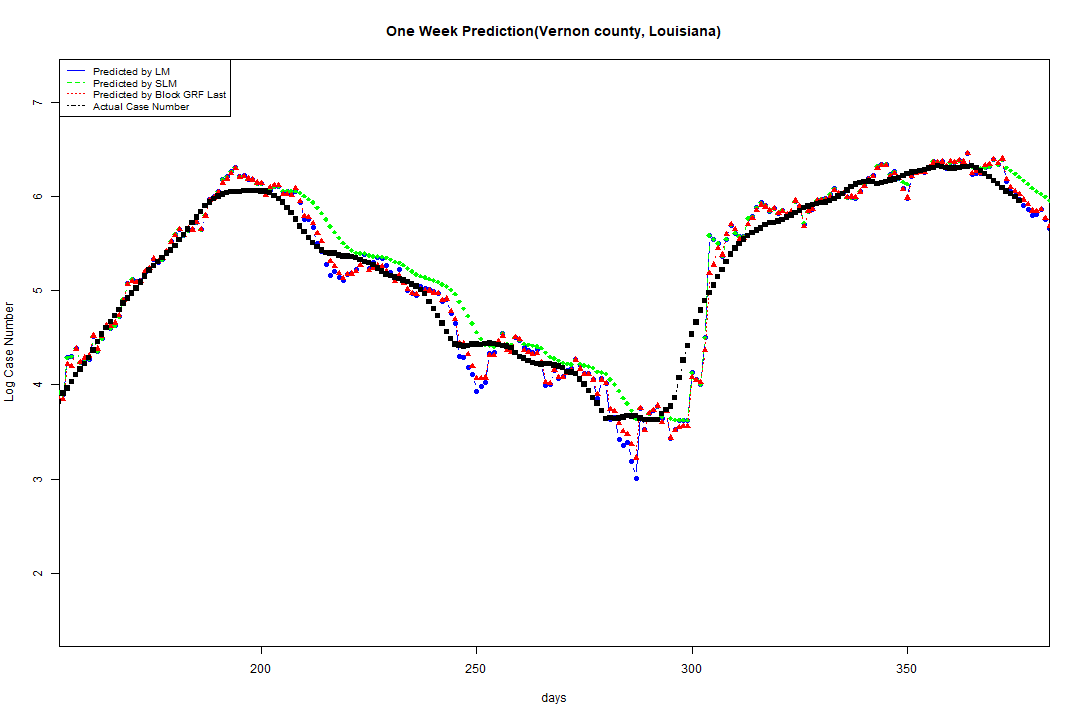 One Week Prediction(Vernon county, Louisiana)
Predicted by LM
Predicted by SLM
Predicted by Block GRF Last
Actual Case Number
7
6
5
4
3
2
Log Case Number
200 250 300 350
days